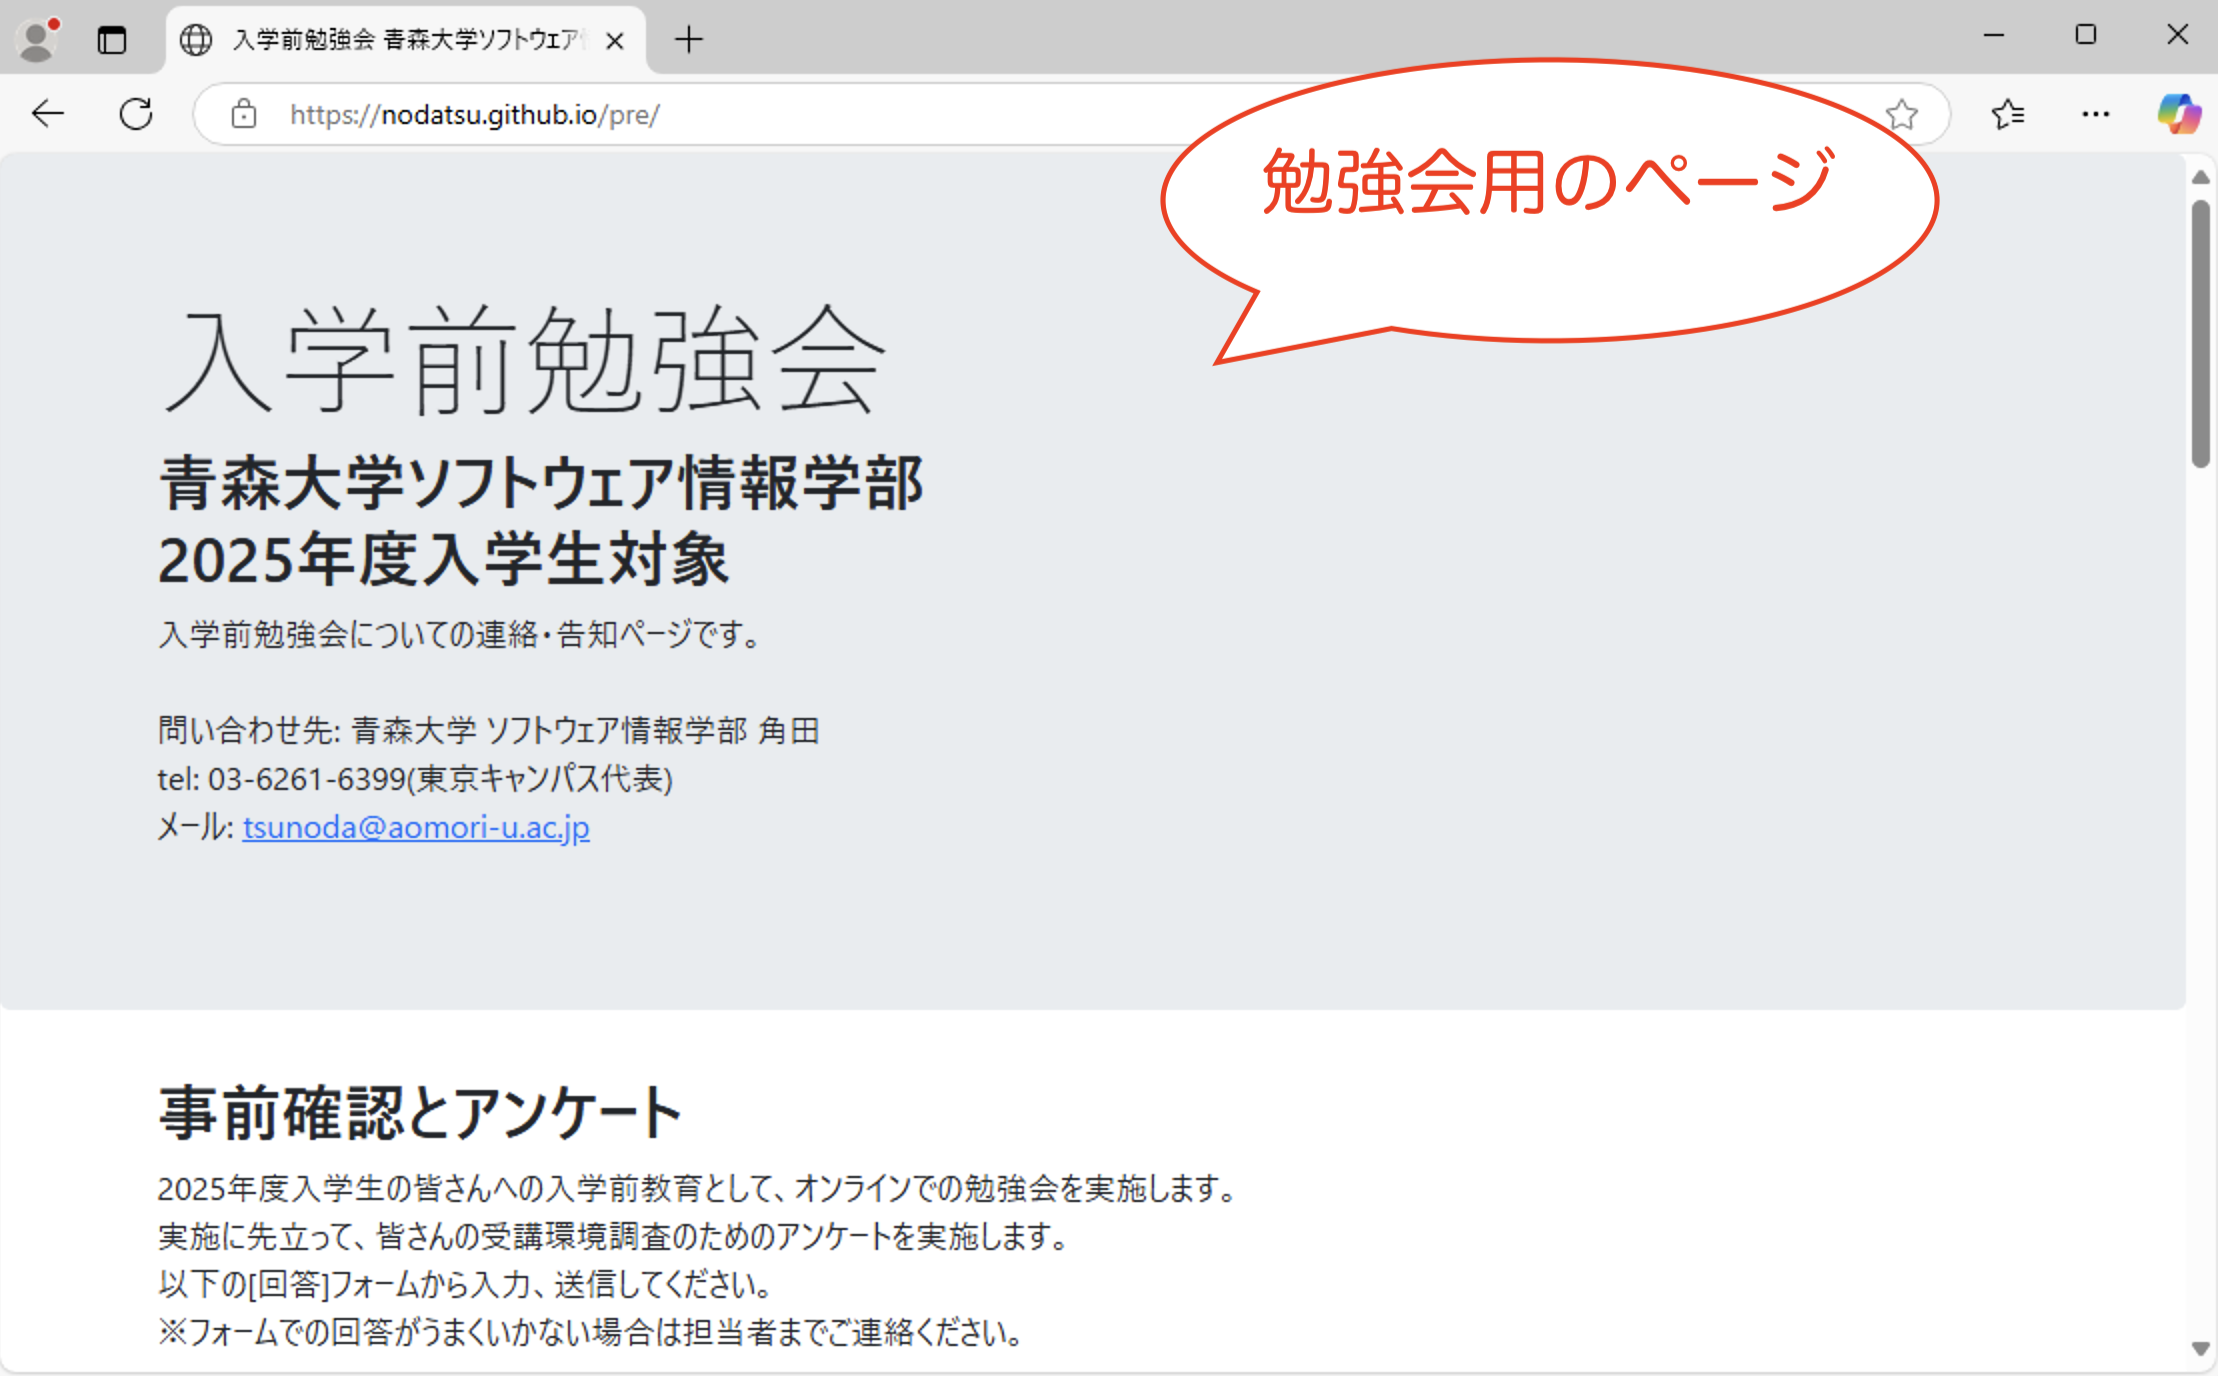 入学前勉強会 青森大学ソフトウェア
https://nodatsu.github.io/pre/
勉強会用のページ
入学前勉強会
青森大学ソフトウェア情報学部
2025年度入学生対象
入学前勉強会についての連絡・告知ページです。
問い合わせ先: 青森大学 ソフトウェア情報学部 角田
tel: 03-6261-6399(東京キャンパス代表)
メール: tsunoda@aomori-u.ac.jp
事前確認とアンケート
2025年度入学生の皆さんへの入学前教育として、オンラインでの勉強会を実施します。
実施に先立って、皆さんの受講環境調査のためのアンケートを実施します。
以下の[回答]フォームから入力、送信してください。
※フォームでの回答がうまくいかない場合は担当者までご連絡ください。